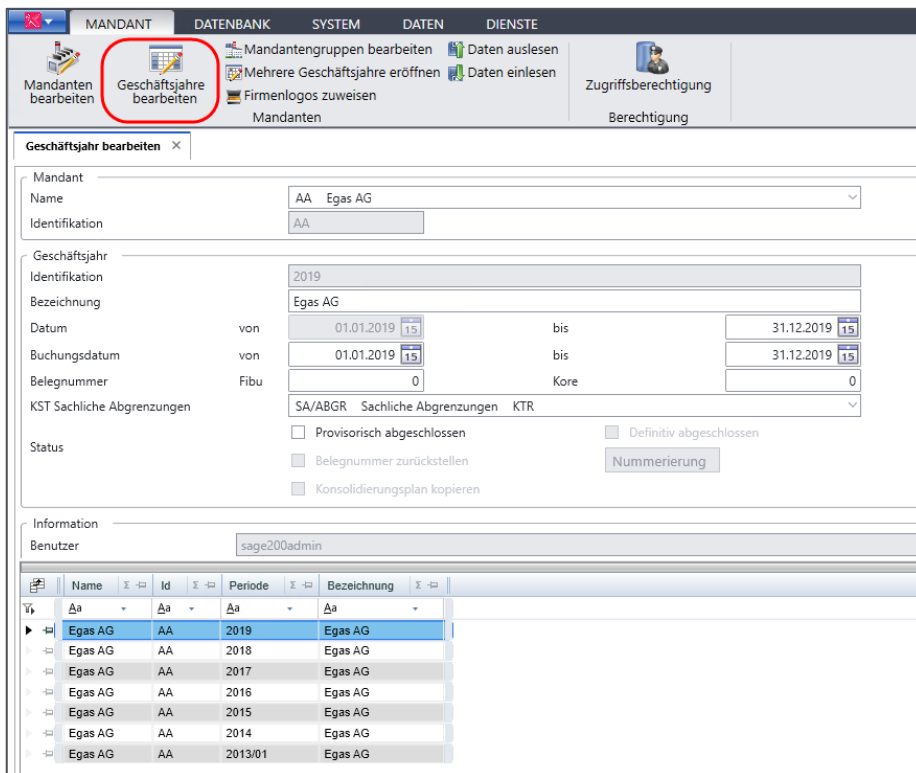 MANDANT DATENBANK SYSTEM DATEN DIENSTE
Mandanten bearbeiten
Geschäftsjahre bearbeiten
Mandantengruppen bearbeiten
Mehrere Geschäftsjahre eröffnen
Firmenlogos zuweisen
Daten auslesen
Daten einlesen
Mandanten
Zugriffsberechtigung
Berechtigung
Geschäftsjahr bearbeiten
Mandant
Name AA Egas AG
Identifikation AA
Geschäftsjahr
Identifikation 2019
Bezeichnung Egas AG
Datum von 01.01.2019 15 bis 31.12.2019 15
Buchungsdatum von 01.01.2019 15 bis 31.12.2019 15
Belegnummer Fibu 0 Kore 0
KST Sachliche Abgrenzungen SA/ABGR Sachliche Abgrenzungen KTR
Status Provisorisch abgeschlossen Definitiv abgeschlossen
Belegnummer zurückstellen Nummerierung
Konsolidierungsplan kopieren
Information
Benutzer sage200admin
Name Σ Id Σ Periode Σ Bezeichnung Σ
Aa Aa Aa Aa
Egas AG AA 2019 Egas AG
Egas AG AA 2018 Egas AG
Egas AG AA 2017 Egas AG
Egas AG AA 2016 Egas AG
Egas AG AA 2015 Egas AG
Egas AG AA 2014 Egas AG
Egas AG AA 2013/01 Egas AG